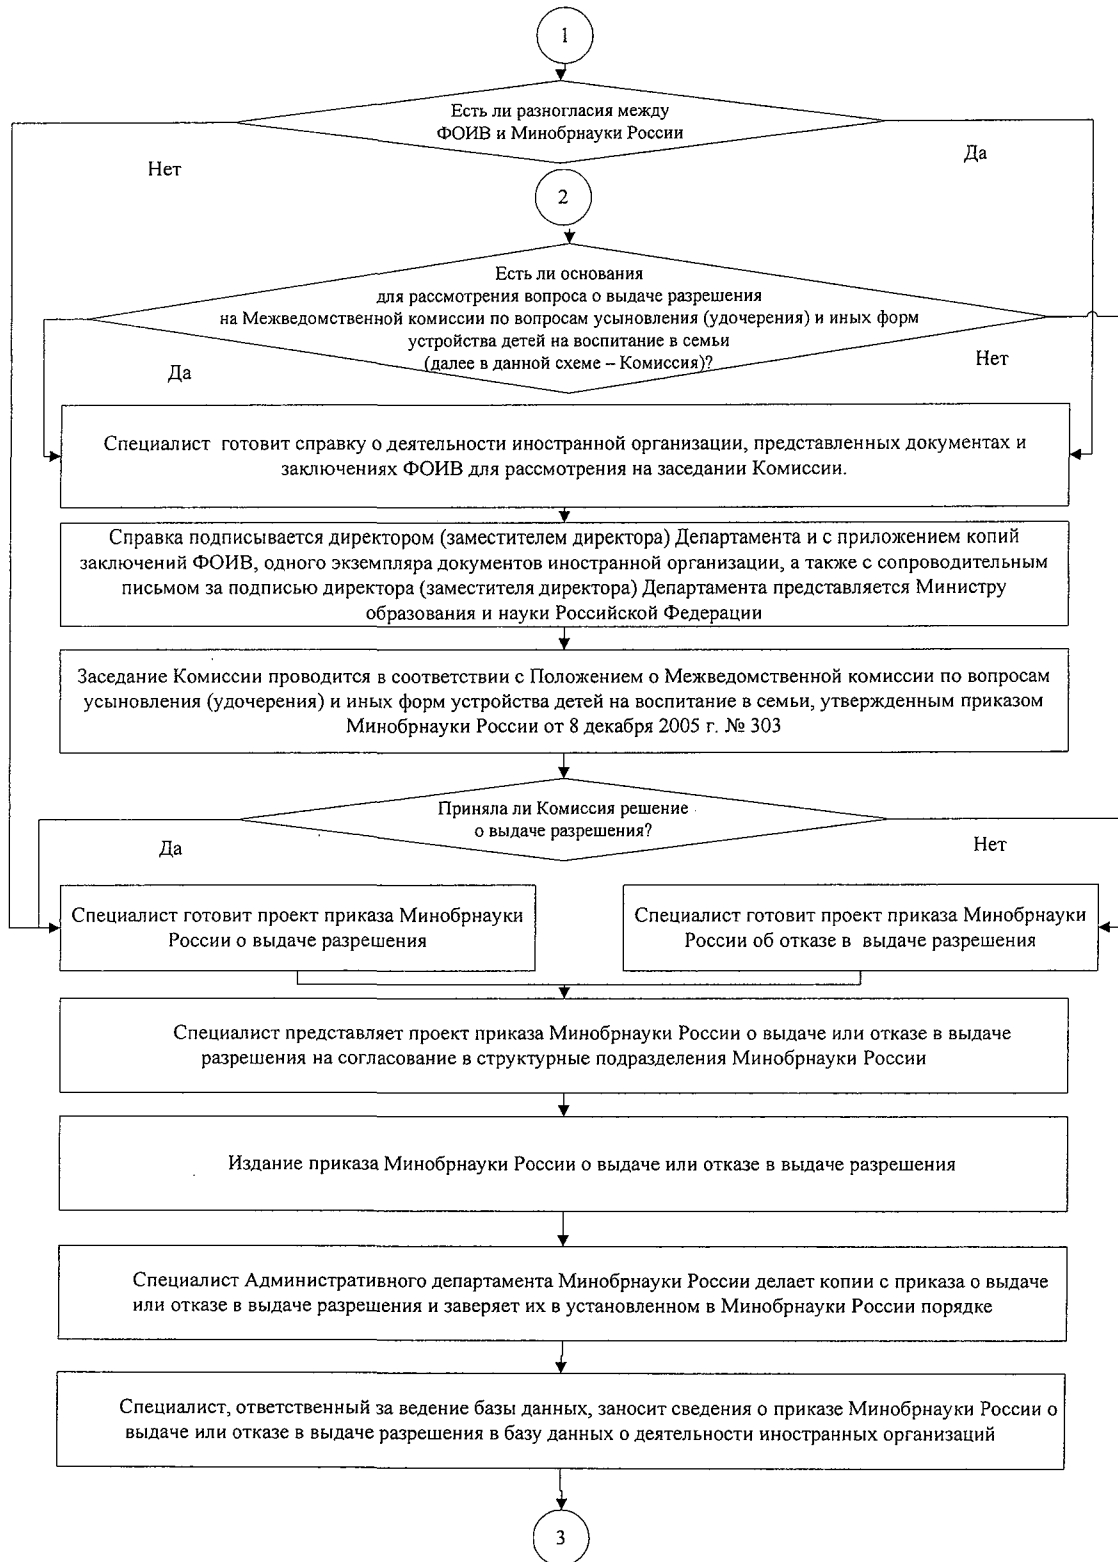 1
Есть ли разногласия между
ФОИВ и Минобрнауки России
Нет
Да
2
Есть ли основания
для рассмотрения вопроса о выдаче разрешения
на Межведомственной комиссии по вопросам усыновления (удочерения) и иных форм
устройства детей на воспитание в семьи
(далее в данной схеме – Комиссия)?
Да
Нет
Специалист готовит справку о деятельности иностранной организации, представленных документах и
заключениях ФОИВ для рассмотрения на заседании Комиссии.
Справка подписывается директором (заместителем директора) Департамента и с приложением копий
заключений ФОИВ, одного экземпляра документов иностранной организации, а также с сопроводительным
письмом за подписью директора (заместителя директора) Департамента представляется Министру
образования и науки Российской Федерации
Заседание Комиссии проводится в соответствии с Положением о Межведомственной комиссии по вопросам
усыновления (удочерения) и иных форм устройства детей на воспитание в семьи, утвержденным приказом
Минобрнауки России от 8 декабря 2005 г. № 303
Приняла ли Комиссия решение
о выдаче разрешения?
Да
Нет
Специалист готовит проект приказа Минобрнауки
России о выдаче разрешения
Специалист готовит проект приказа Минобрнауки
России об отказе в выдаче разрешения
Специалист представляет проект приказа Минобрнауки России о выдаче или отказе в выдаче
разрешения на согласование в структурные подразделения Минобрнауки России
Издание приказа Минобрнауки России о выдаче или отказе в выдаче разрешения
Специалист Административного департамента Минобрнауки России делает копии с приказа о выдаче
или отказе в выдаче разрешения и заверяет их в установленном в Минобрнауки России порядке
Специалист, ответственный за ведение базы данных, заносит сведения о приказе Минобрнауки России о
выдаче или отказе в выдаче разрешения в базу данных о деятельности иностранных организаций
3